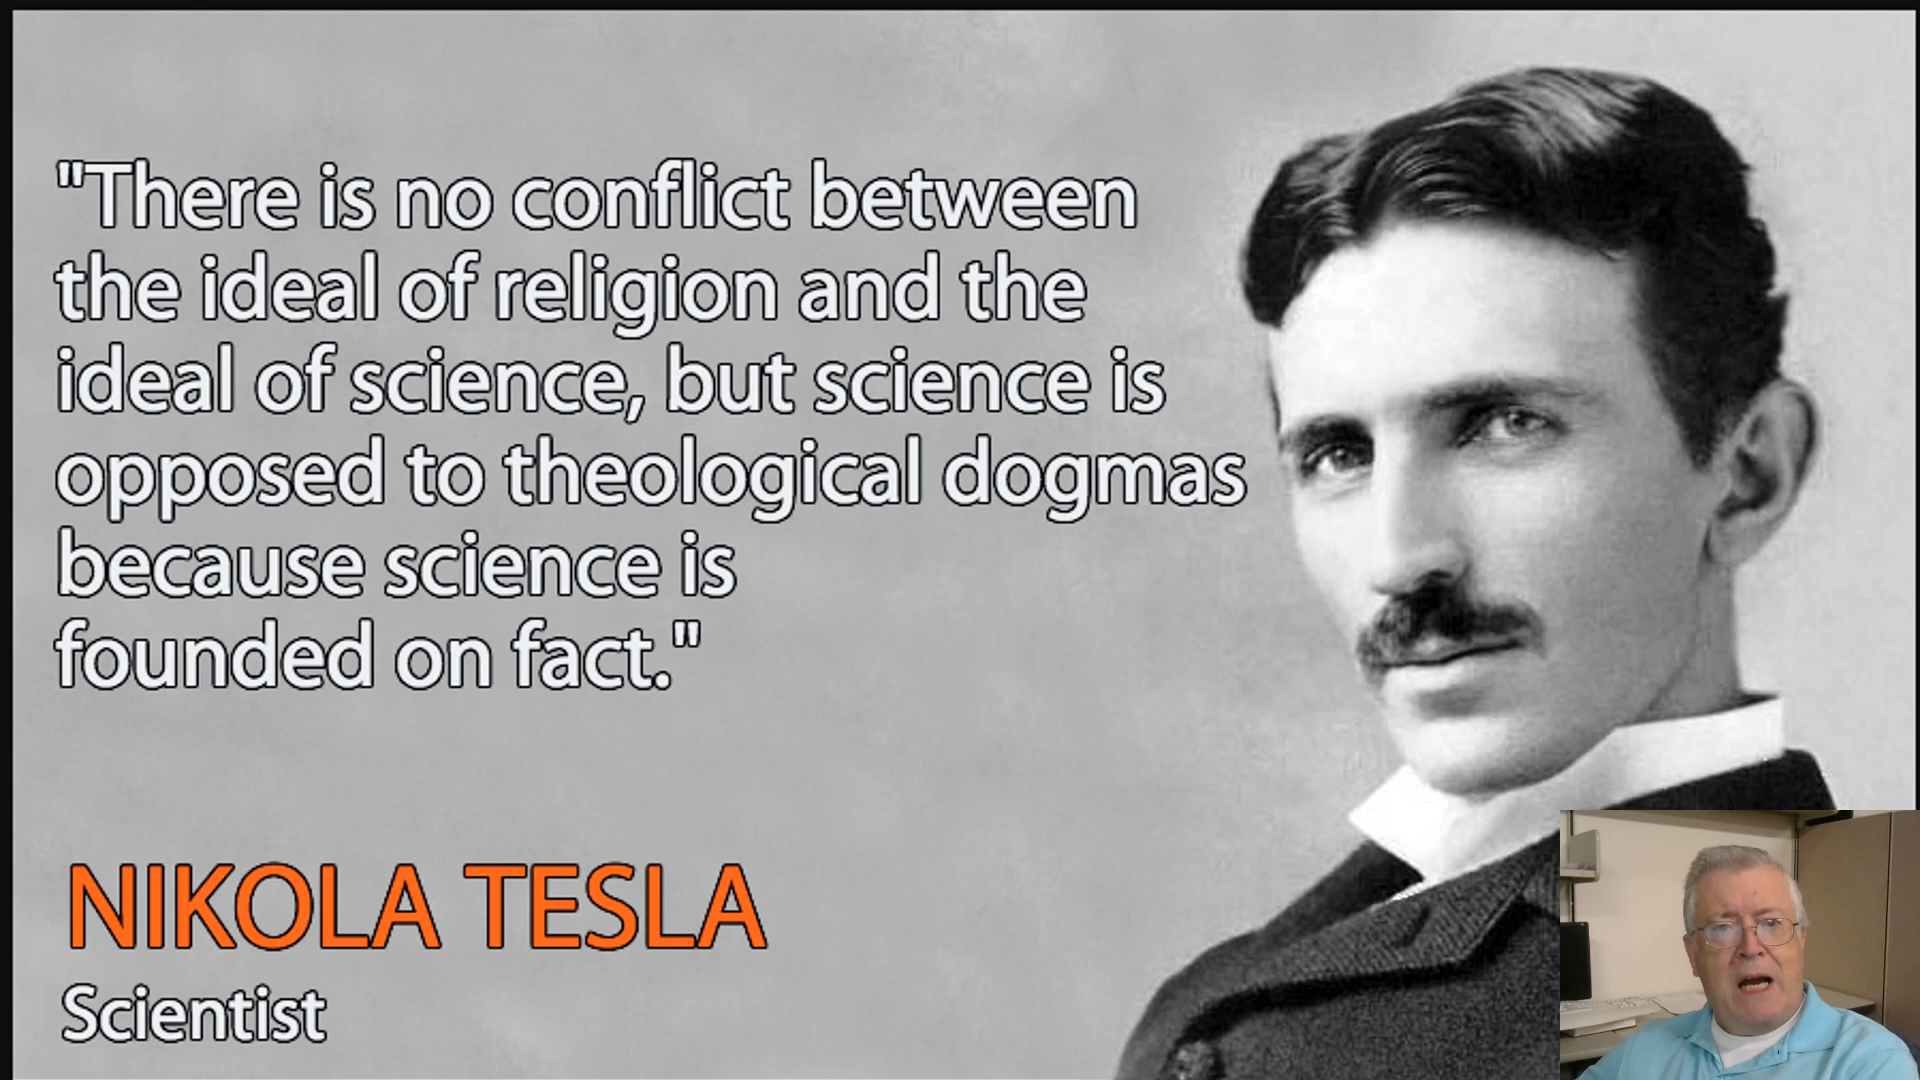 "There is no conflict between
the ideal of religion and the
ideal of science, but science is
opposed to theological dogmas
because science is
founded on fact."
NIKOLA TESLA
Scientist